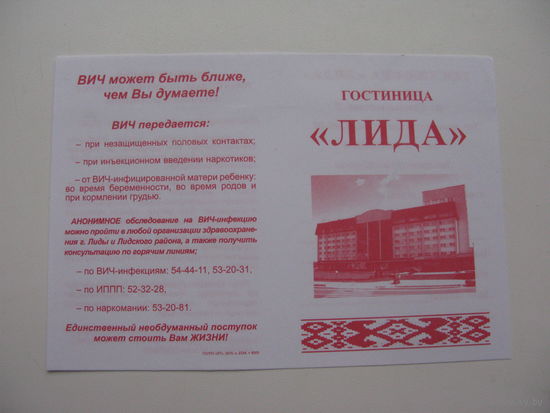 ВИЧ может быть ближе,
чем Вы думаете!
ВИЧ передается:
– при незащищенных половых контактах;
– при инъекционном введении наркотиков;
– от ВИЧ-инфицированной матери ребенку:
во время беременности, во время родов и
при кормлении грудью.
АНОНИМНОЕ обследование на ВИЧ-инфекцию
можно пройти в любой организации здравоохране-
ния г. Лиды и Лидского района, а также получить
консультацию по горячим линиям;
– по ВИЧ-инфекциям: 54-44-11, 53-20-31,
– по ИППП: 52-32-28,
– по наркомании: 53-20-81.
Единственный необдуманный поступок
может стоить Вам ЖИЗНИ!
ГОСТИНИЦА
«ЛИДА»